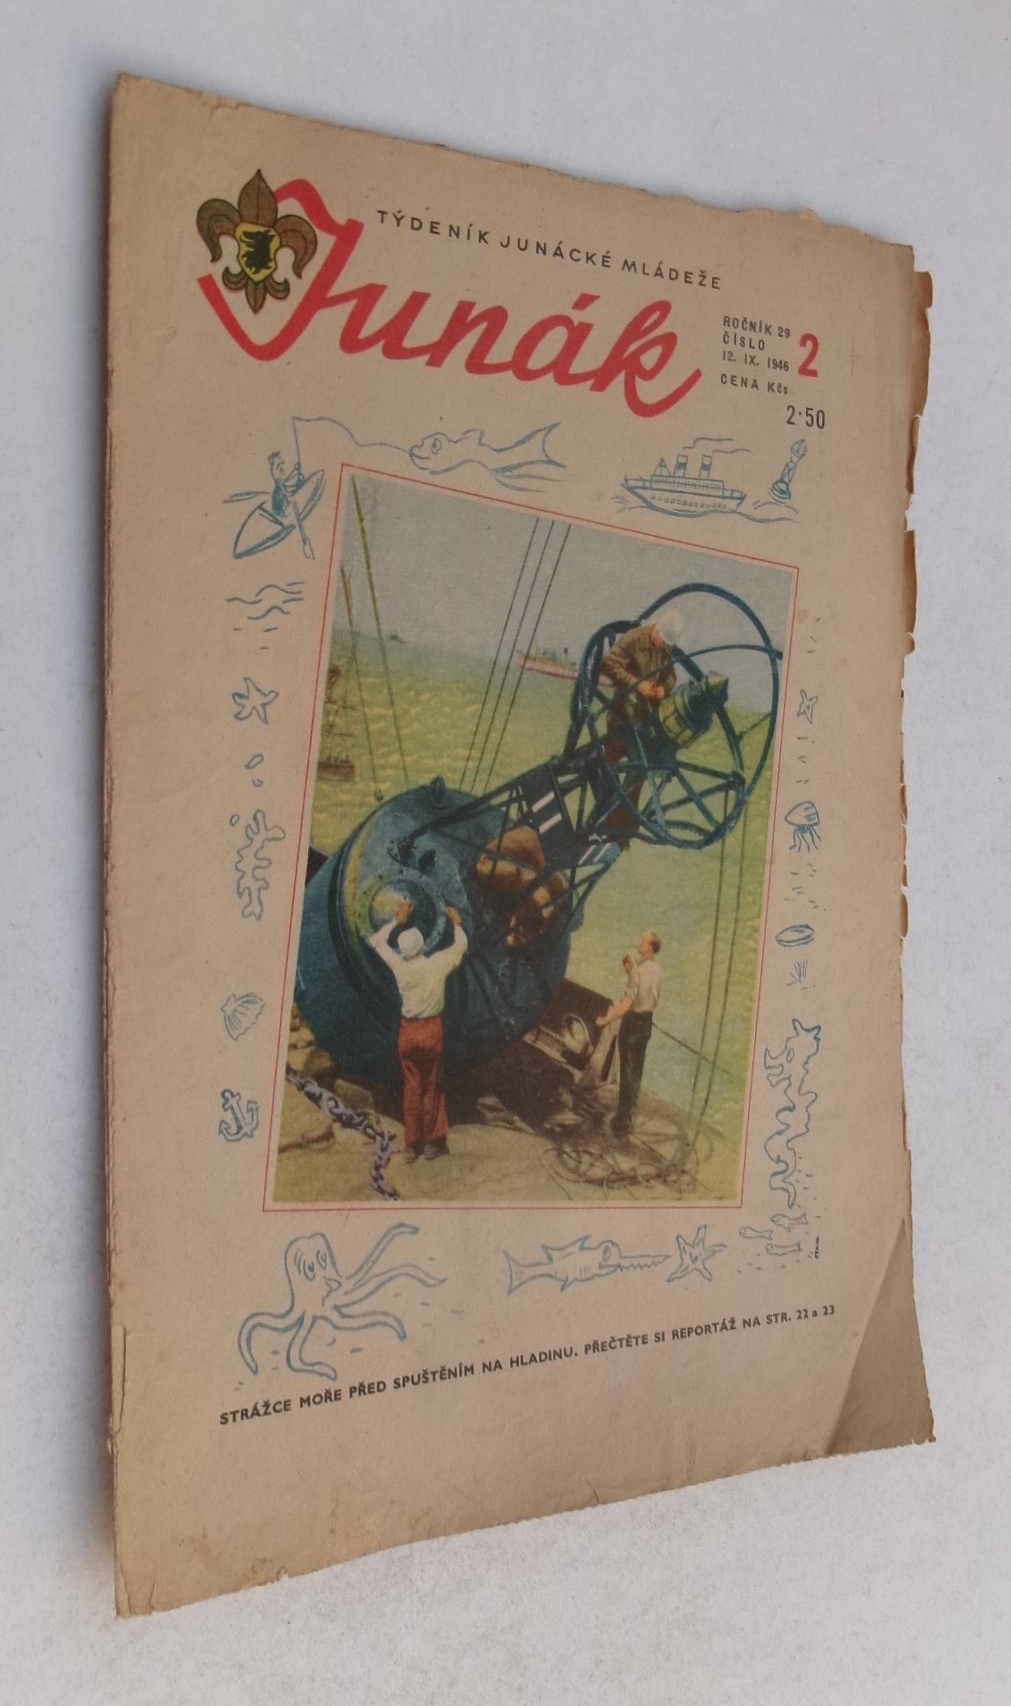 TÝDENÍK JUNÁCKÉ MLÁDEŽE
Junák
ROČNÍK 29
ČÍSLO 2
12. IX. 1946
CENA Kčs
2·50
STRÁŽCE MOŘE PŘED SPUŠTĚNÍM NA HLADINU. PŘEČTĚTE SI REPORTÁŽ NA STR. 22 a 23